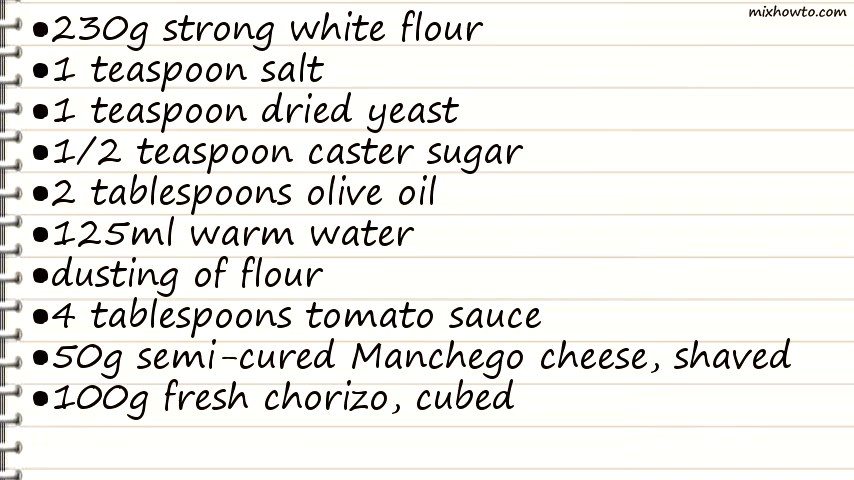 mixhowto.com
•230g strong white flour
•1 teaspoon salt
•1 teaspoon dried yeast
•1/2 teaspoon caster sugar
•2 tablespoons olive oil
•125ml warm water
•dusting of flour
•4 tablespoons tomato sauce
•50g semi-cured Manchego cheese, shaved
•100g fresh chorizo, cubed